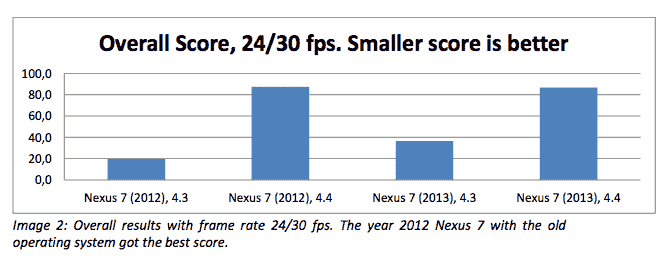 Overall Score, 24/30 fps. Smaller score is better
100,0
80,0
60,0
40,0
20,0
0,0
Nexus 7 (2012), 4.3 Nexus 7 (2012), 4.4 Nexus 7 (2013), 4.3 Nexus 7 (2013), 4.4
Image 2: Overall results with frame rate 24/30 fps. The year 2012 Nexus 7 with the old
operating system got the best score.